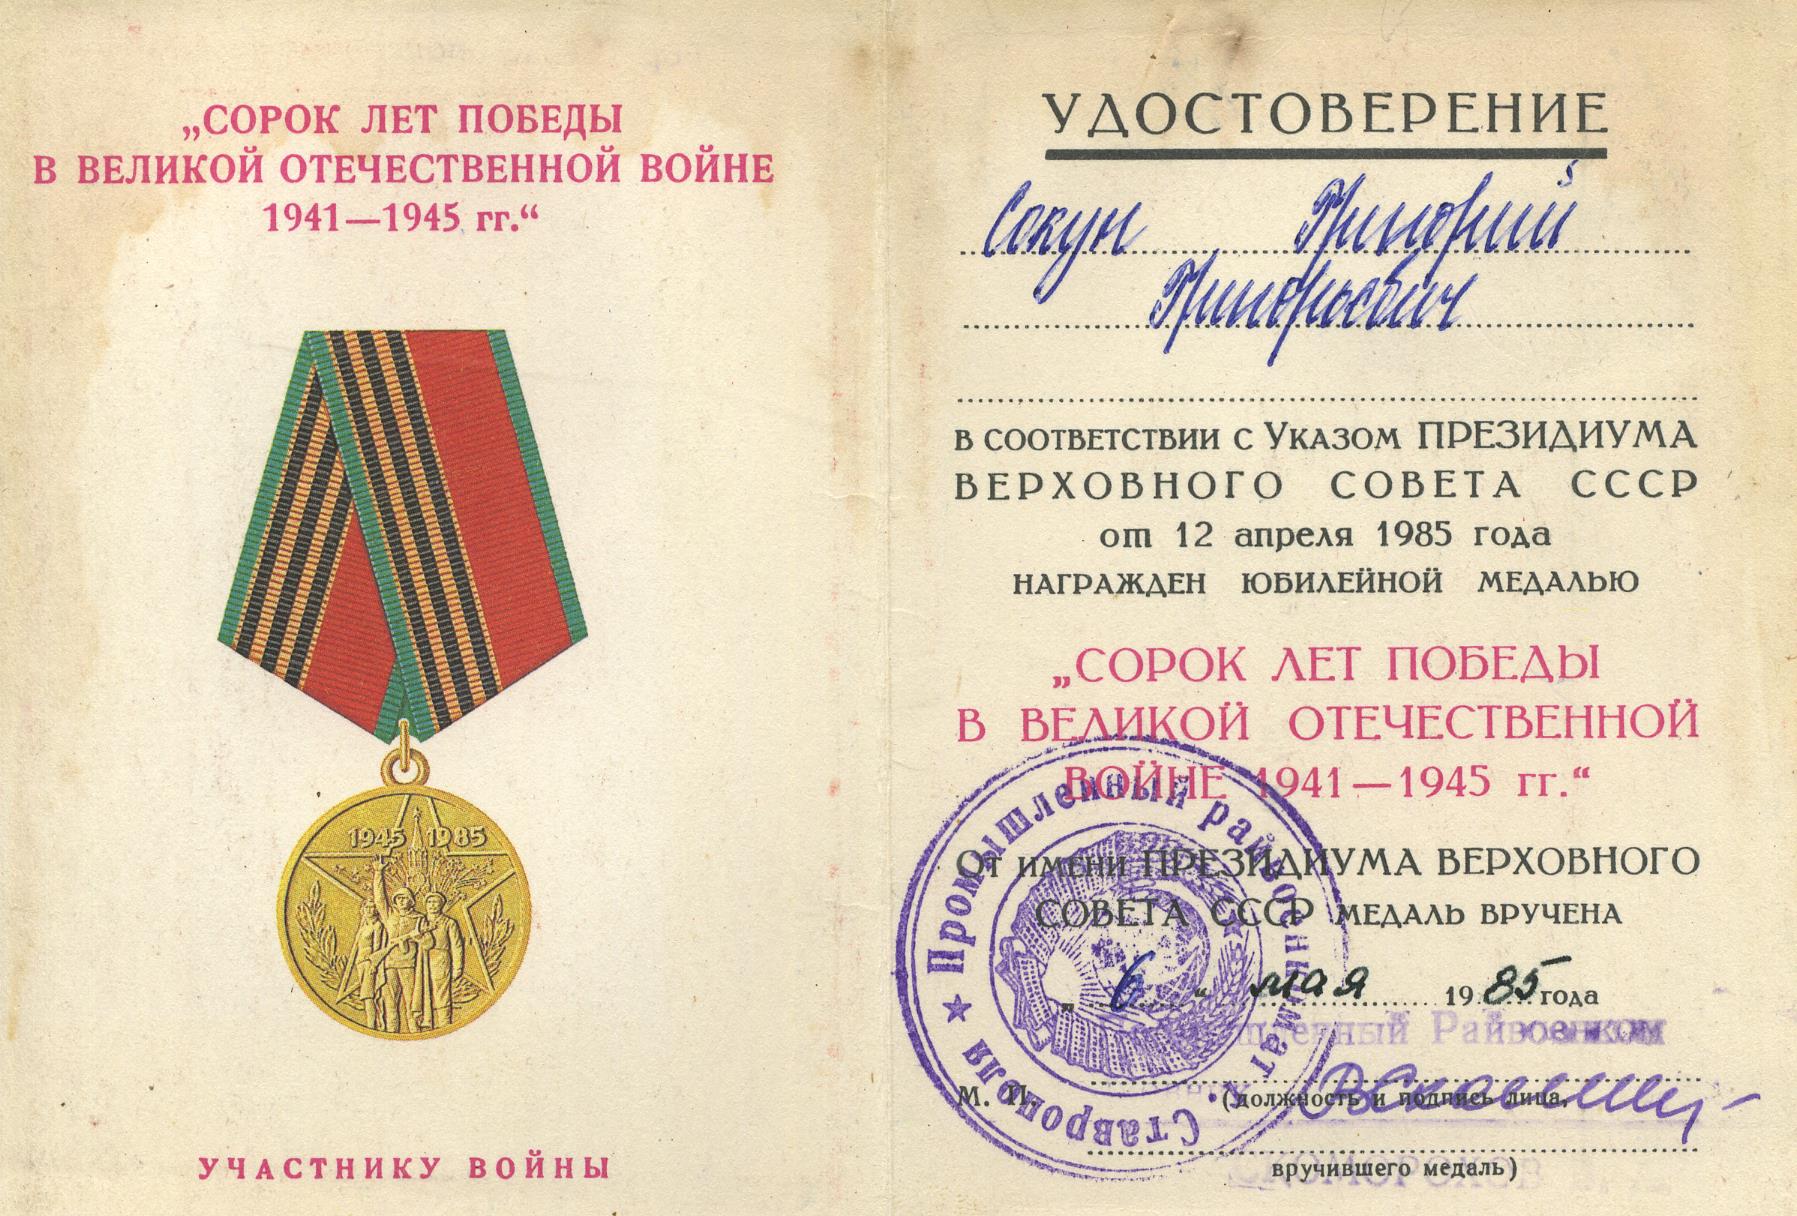 „СОРОК ЛЕТ ПОБЕДЫ
В ВЕЛИКОЙ ОТЕЧЕСТВЕННОЙ ВОЙНЕ
1941—1945 гг.“
1945 1985
УЧАСТНИКУ ВОЙНЫ
УДОСТОВЕРЕНИЕ
Сокун Григорий
Григорьевич
В СООТВЕТСТВИИ С УКАЗОМ ПРЕЗИДИУМА
ВЕРХОВНОГО СОВЕТА СССР
от 12 апреля 1985 года
НАГРАЖДЕН ЮБИЛЕЙНОЙ МЕДАЛЬЮ
„СОРОК ЛЕТ ПОБЕДЫ
В ВЕЛИКОЙ ОТЕЧЕСТВЕННОЙ
ВОЙНЕ 1941—1945 гг.“
ОТ ИМЕНИ ПРЕЗИДИУМА ВЕРХОВНОГО
СОВЕТА СССР МЕДАЛЬ ВРУЧЕНА
„6“ мая 1985 года
Райвоенком
М. П.
(должность и подпись лица,
вручившего медаль)
СКОМОРОХОВ
Промышленный райвоенкомат г. Ставрополя